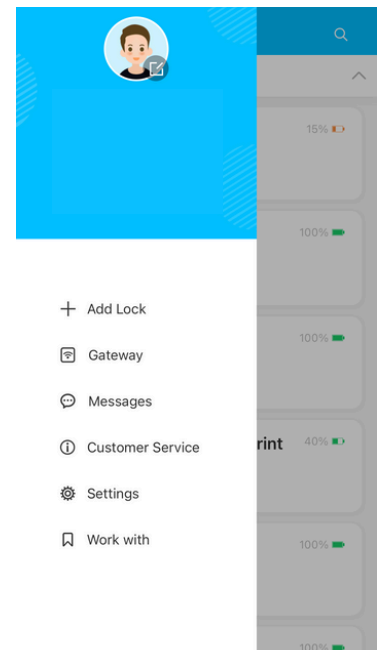 15%
100%
Add Lock
Gateway
100%
Messages
Customer Service
rint 40%
Settings
Work with
100%
100%